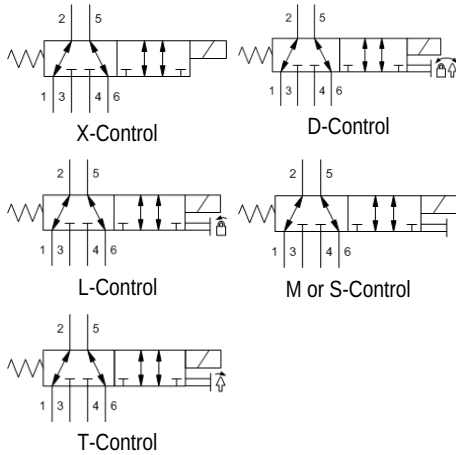 2 5
1 3 4 6
X-Control
2 5
1 3 4 6
D-Control
2 5
1 3 4 6
L-Control
2 5
1 3 4 6
M or S-Control
2 5
1 3 4 6
T-Control